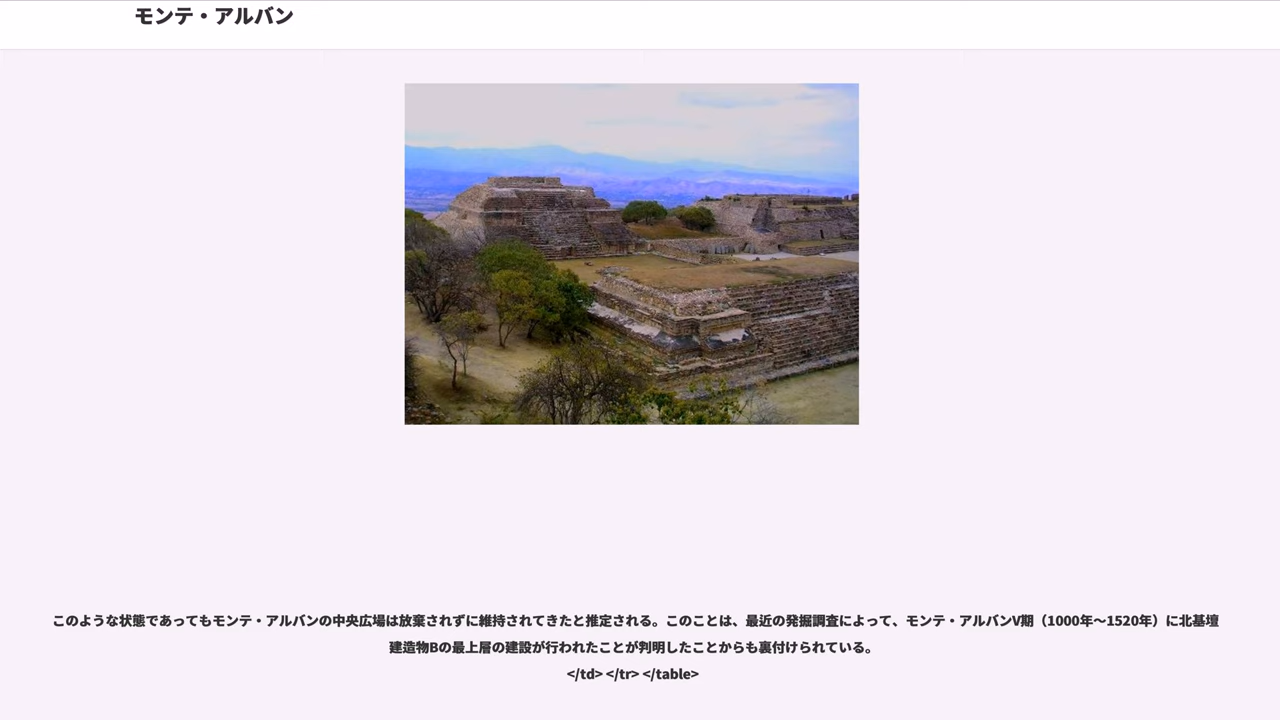 モンテ・アルバン
このような状態であってもモンテ・アルバンの中央広場は放棄されずに維持されてきたと推定される。このことは、最近の発掘調査によって、モンテ・アルバンV期（1000年〜1520年）に北基壇
建造物Bの最上層の建設が行われたことが判明したことからも裏付けられている。
</td> </tr> </table>